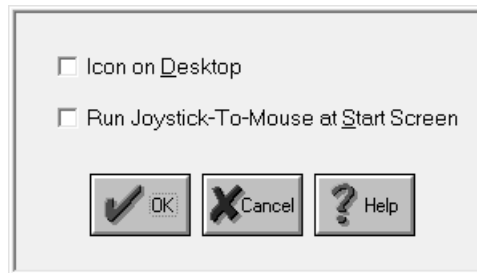 Icon on Desktop
Run Joystick-To-Mouse at Start Screen
OK Cancel Help